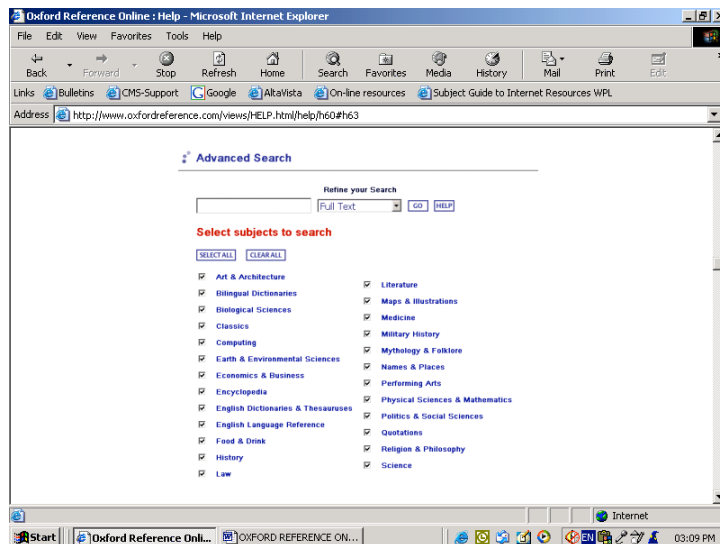 Oxford Reference Online : Help - Microsoft Internet Explorer
File Edit View Favorites Tools Help
Back Forward Stop Refresh Home Search Favorites Media History Mail Print Edit
Links Bulletins CMS-Support Google AltaVista On-line resources Subject Guide to Internet Resources WPL
Address http://www.oxfordreference.com/views/HELP.html/help/h60#h63
Advanced Search
Refine your Search
Full Text GO HELP
Select subjects to search
SELECT ALL CLEAR ALL
Art & Architecture
Bilingual Dictionaries
Biological Sciences
Classics
Computing
Earth & Environmental Sciences
Economics & Business
Encyclopedia
English Dictionaries & Thesauruses
English Language Reference
Food & Drink
History
Law
Literature
Maps & Illustrations
Medicine
Military History
Mythology & Folklore
Names & Places
Performing Arts
Physical Sciences & Mathematics
Politics & Social Sciences
Quotations
Religion & Philosophy
Science
Internet
Start Oxford Reference Onli... OXFORD REFERENCE ON... EN 03:09 PM